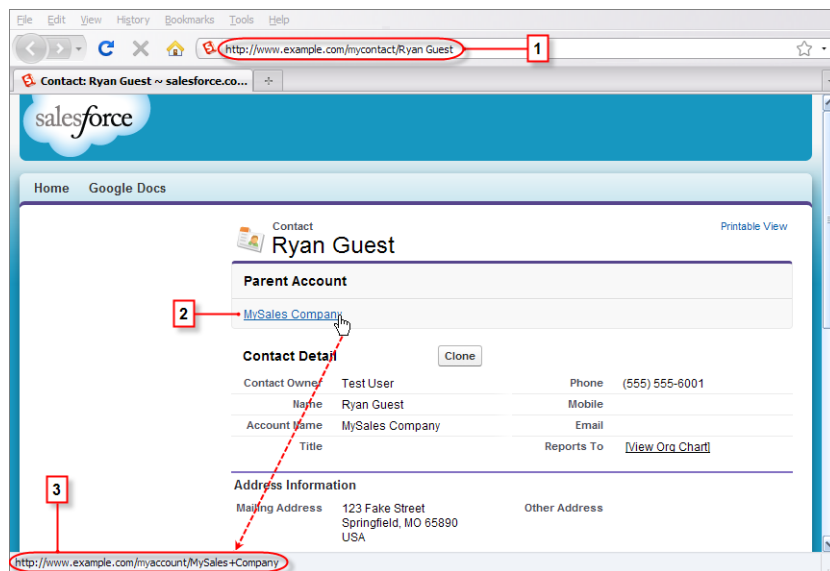 File Edit View History Bookmarks Tools Help
http://www.example.com/mycontact/Ryan Guest
1
Contact: Ryan Guest ~ salesforce.co...
salesforce
Home Google Docs
Contact
Ryan Guest
Printable View
Parent Account
2
MySales Company
Contact Detail
Clone
Contact Owner Test User Phone (555) 555-6001
Name Ryan Guest Mobile
Account Name MySales Company Email
Title Reports To [View Org Chart]
Address Information
3
Mailing Address 123 Fake Street Other Address
Springfield, MO 65890
USA
http://www.example.com/myaccount/MySales+Company